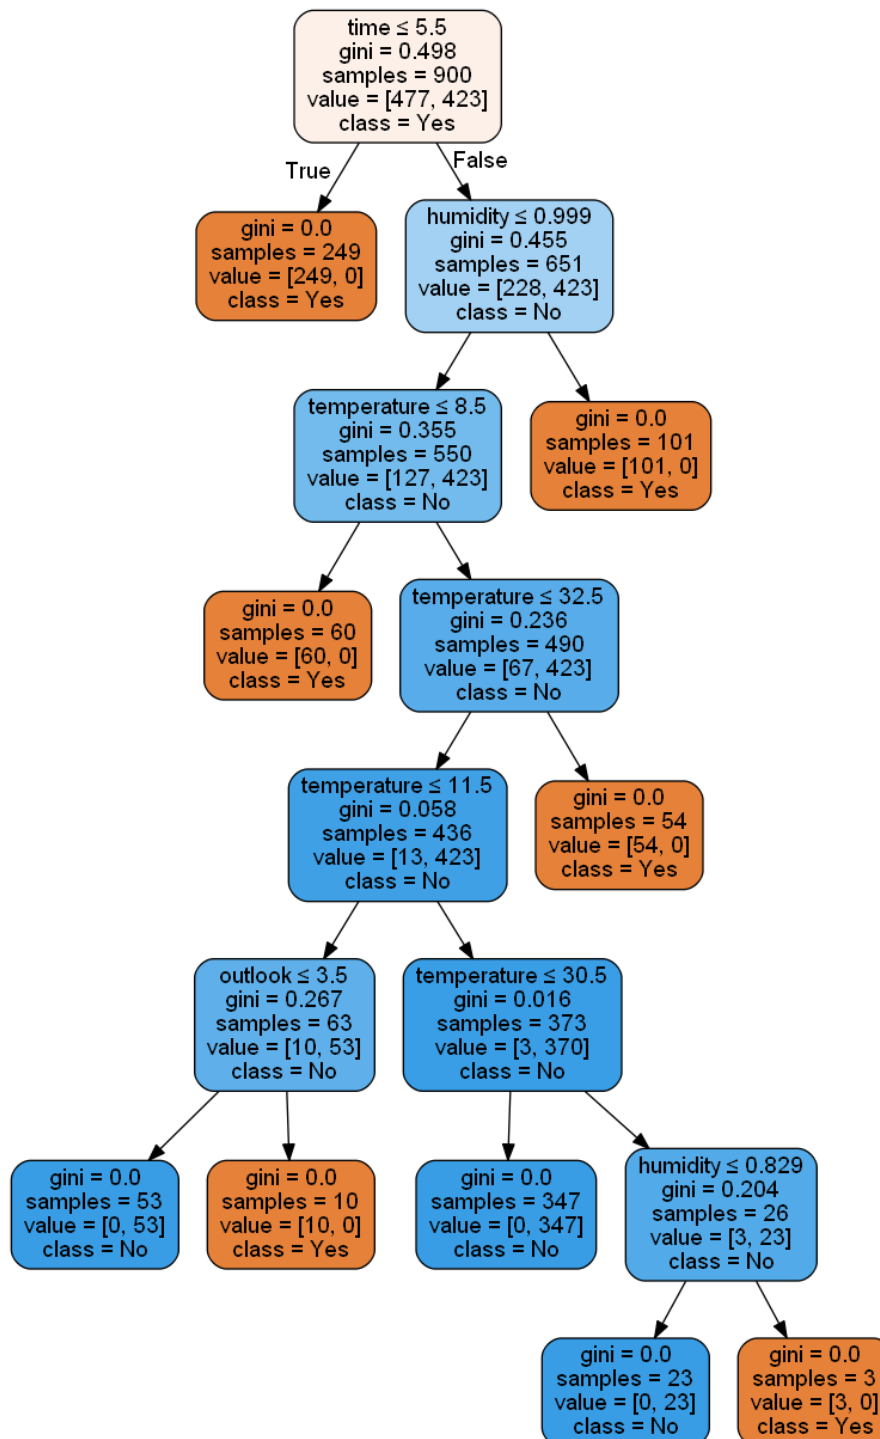 time ≤ 5.5
gini = 0.498
samples = 900
value = [477, 423]
class = Yes
True
False
gini = 0.0
samples = 249
value = [249, 0]
class = Yes
humidity ≤ 0.999
gini = 0.455
samples = 651
value = [228, 423]
class = No
temperature ≤ 8.5
gini = 0.355
samples = 550
value = [127, 423]
class = No
gini = 0.0
samples = 101
value = [101, 0]
class = Yes
gini = 0.0
samples = 60
value = [60, 0]
class = Yes
temperature ≤ 32.5
gini = 0.236
samples = 490
value = [67, 423]
class = No
temperature ≤ 11.5
gini = 0.058
samples = 436
value = [13, 423]
class = No
gini = 0.0
samples = 54
value = [54, 0]
class = Yes
outlook ≤ 3.5
gini = 0.267
samples = 63
value = [10, 53]
class = No
temperature ≤ 30.5
gini = 0.016
samples = 373
value = [3, 370]
class = No
gini = 0.0
samples = 53
value = [0, 53]
class = No
gini = 0.0
samples = 10
value = [10, 0]
class = Yes
gini = 0.0
samples = 347
value = [0, 347]
class = No
humidity ≤ 0.829
gini = 0.204
samples = 26
value = [3, 23]
class = No
gini = 0.0
samples = 23
value = [0, 23]
class = No
gini = 0.0
samples = 3
value = [3, 0]
class = Yes